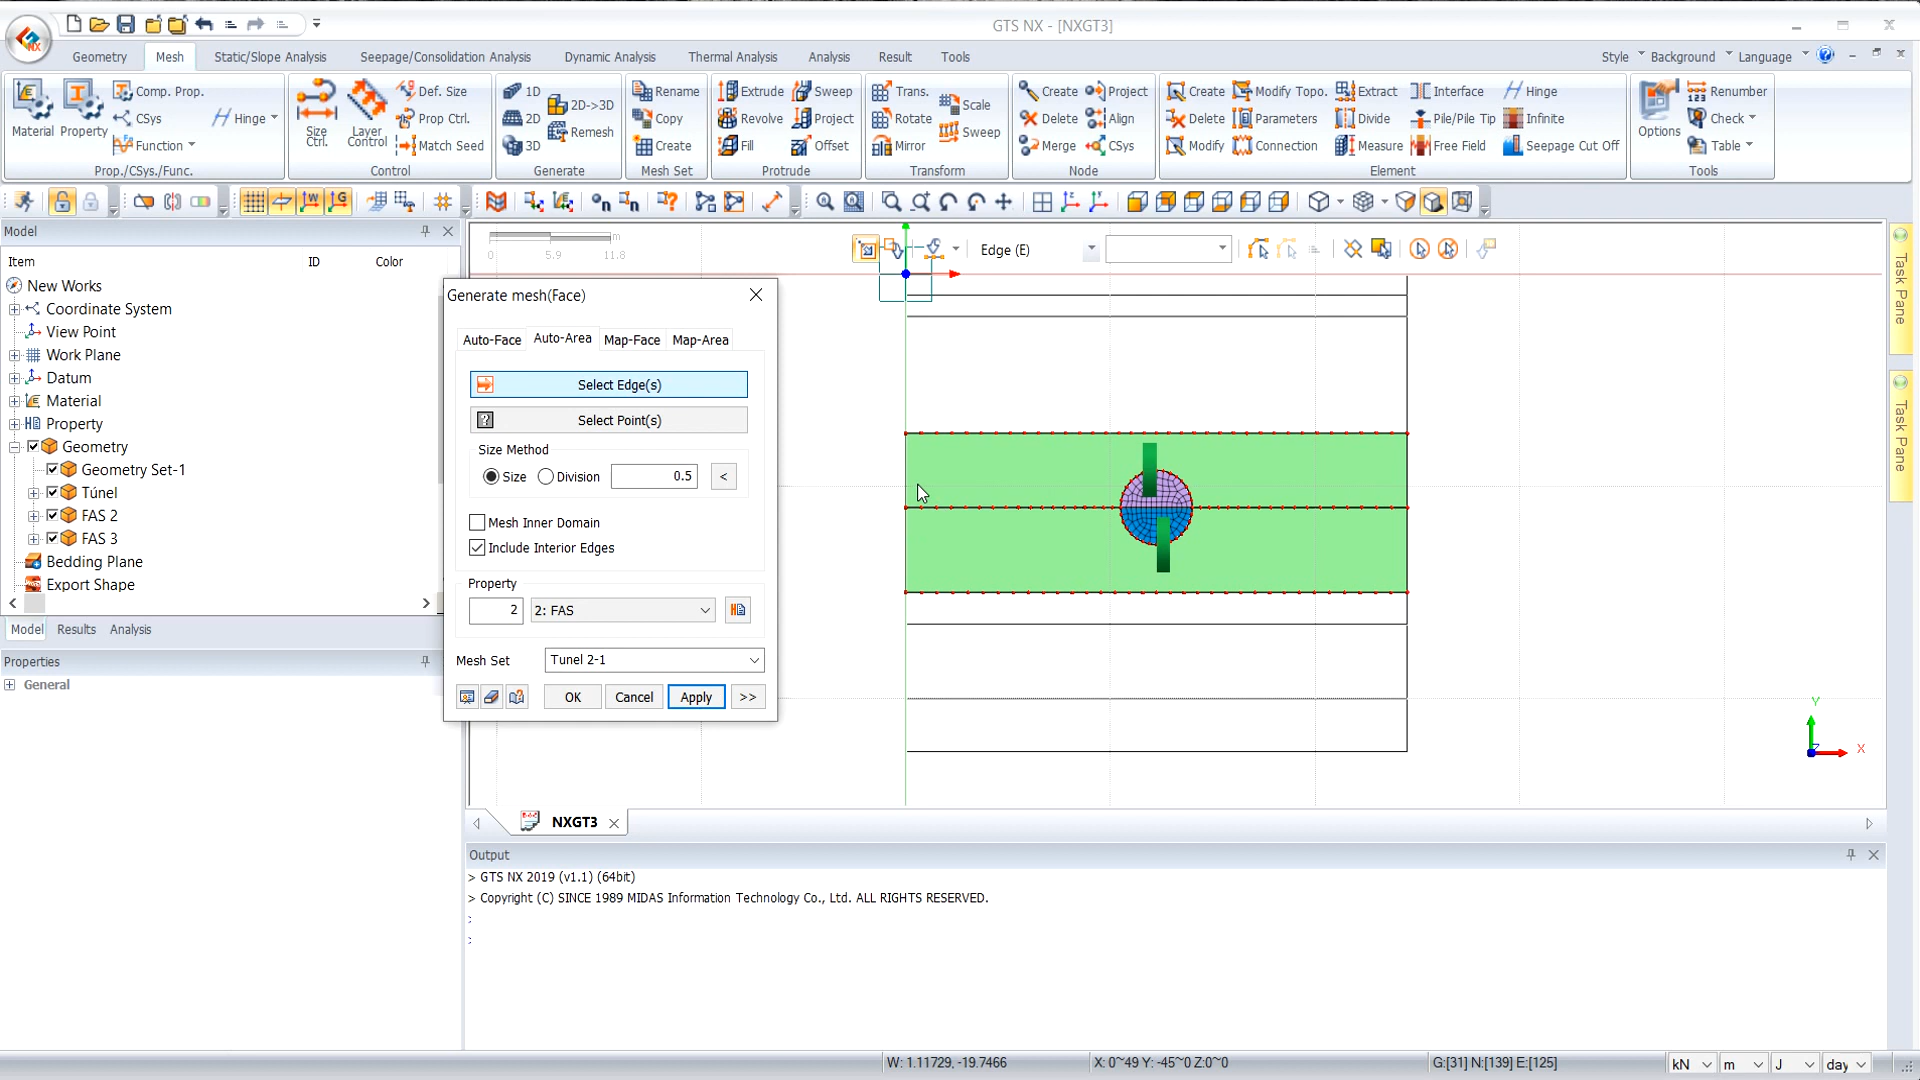 GTS NX - [NXGT3]
Geometry Mesh Static/Slope Analysis Seepage/Consolidation Analysis Dynamic Analysis Thermal Analysis Analysis Result Tools
Style Background Language
Material Property Comp. Prop. CSys Function Hinge
Prop./CSys./Func.
Size Ctrl. Layer Control Def. Size Prop Ctrl. Match Seed
Control
1D 2D 3D 2D->3D Remesh
Generate
Rename Copy Create
Mesh Set
Extrude Revolve Fill Sweep Project Offset
Protrude
Trans. Rotate Mirror Scale Sweep
Transform
Create Delete Merge Project Align CSys
Node
Create Delete Modify Modify Topo. Parameters Connection Extract Divide Measure Interface Pile/Pile Tip Free Field Hinge Infinite Seepage Cut Off
Element
Options Renumber Check Table
Tools
Model
Item ID Color
New Works
Coordinate System
View Point
Work Plane
Datum
Material
Property
Geometry
Geometry Set-1
Túnel
FAS 2
FAS 3
Bedding Plane
Export Shape
Model Results Analysis
Properties
General
m
0 5.9 11.8
Edge (E)
Generate mesh(Face)
Auto-Face Auto-Area Map-Face Map-Area
Select Edge(s)
Select Point(s)
Size Method
Size Division 0.5 <
Mesh Inner Domain
Include Interior Edges
Property
2 2: FAS
Mesh Set Tunel 2-1
OK Cancel Apply >>
Y
Z X
NXGT3
Output
> GTS NX 2019 (v1.1) (64bit)
> Copyright (C) SINCE 1989 MIDAS Information Technology Co., Ltd. ALL RIGHTS RESERVED.
Task Pane
Task Pane
W: 1.11729, -19.7466 X: 0~49 Y: -45~0 Z:0~0 G:[31] N:[139] E:[125] kN m J day